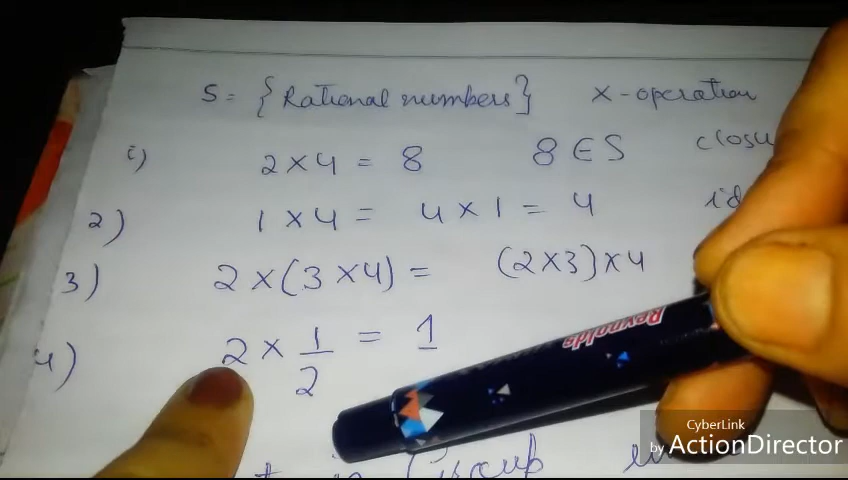 S = {Rational numbers} x - operation
i) 2 x 4 = 8 8 ∈ S
2) 1 x 4 = 4 x 1 = 4 id
3) 2 x (3 x 4) = (2 x 3) x 4
4) 2 x 1/2 = 1
Reynolds
is Group
CyberLink
by ActionDirector